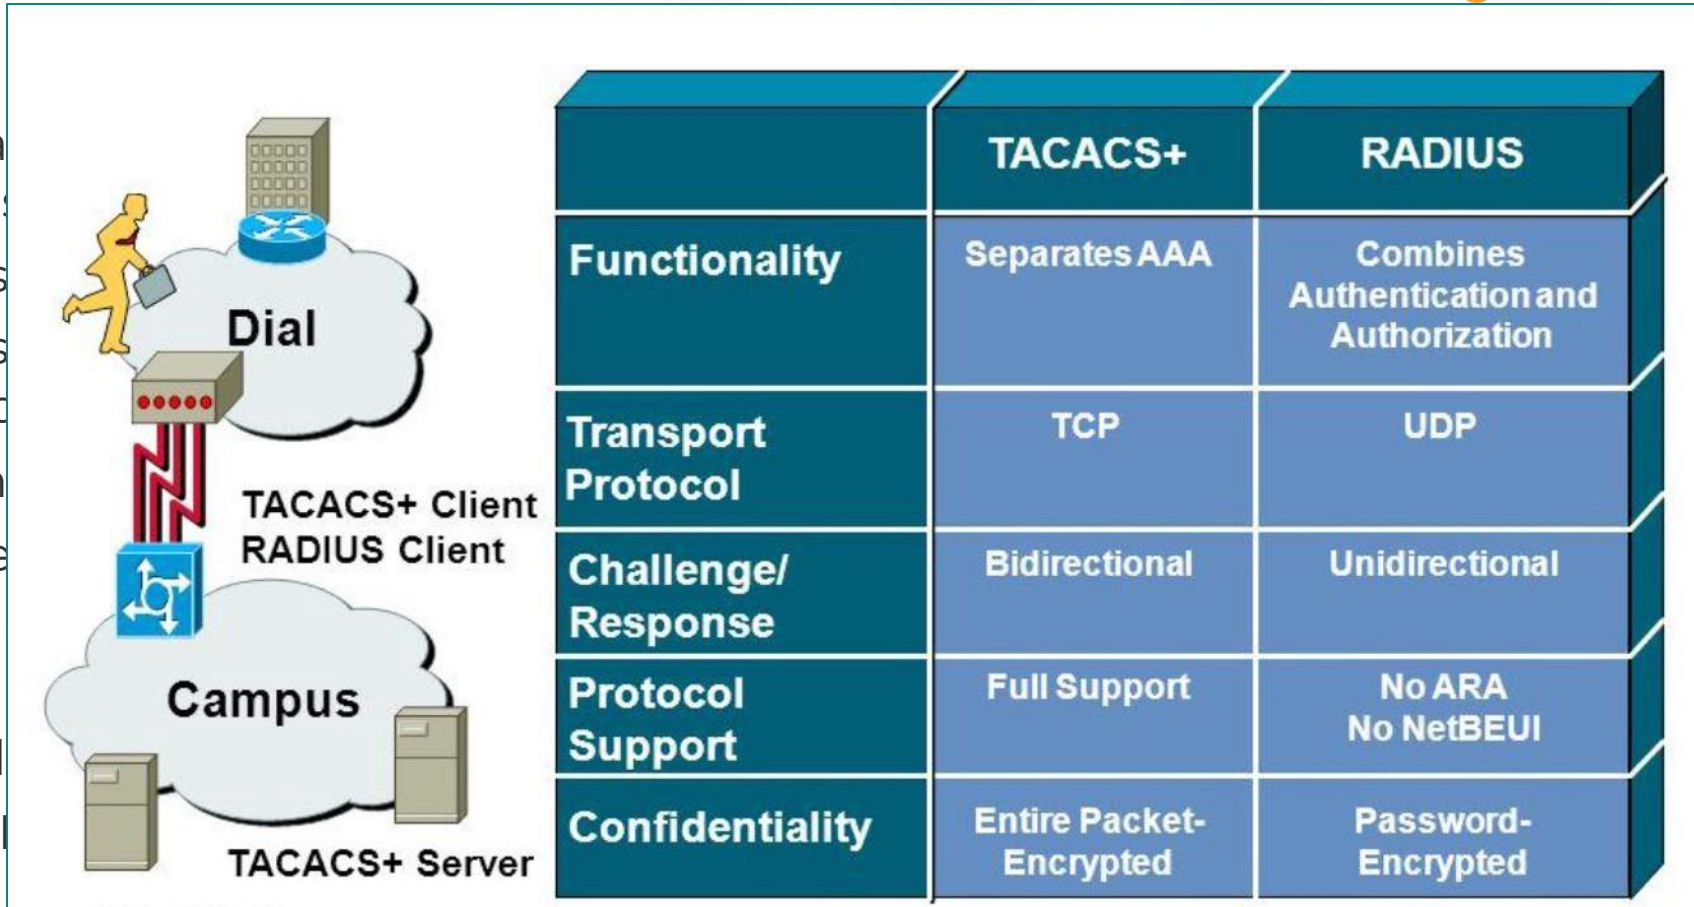 Dial
TACACS+ Client
RADIUS Client
Campus
TACACS+ Server
TACACS+
RADIUS
Functionality
Separates AAA
Combines
Authentication and
Authorization
Transport
Protocol
TCP
UDP
Challenge/
Response
Bidirectional
Unidirectional
Protocol
Support
Full Support
No ARA
No NetBEUI
Confidentiality
Entire Packet-
Encrypted
Password-
Encrypted